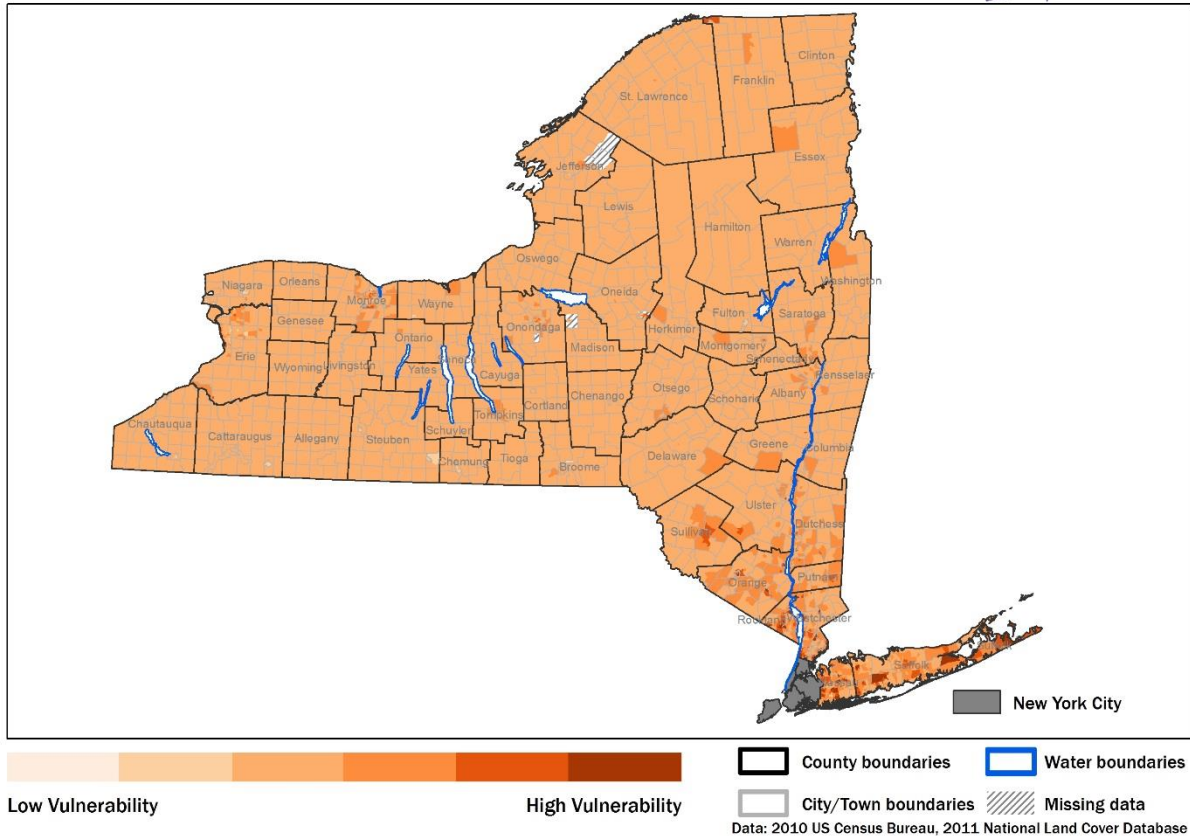 Clinton
Franklin
St. Lawrence
Essex
Jefferson
Lewis
Hamilton
Warren
Washington
Oswego
Oneida
Niagara
Orleans
Monroe
Wayne
Fulton
Saratoga
Genesee
Onondaga
Herkimer
Montgomery
Ontario
Madison
Schenectady
Erie
Wyoming
Livingston
Yates
Seneca
Cayuga
Otsego
Albany
Rensselaer
Schoharie
Chenango
Cortland
Tompkins
Chautauqua
Cattaraugus
Allegany
Steuben
Schuyler
Greene
Columbia
Chemung
Tioga
Broome
Delaware
Ulster
Dutchess
Sullivan
Orange
Putnam
Rockland
Westchester
Suffolk
New York City
County boundaries
Water boundaries
Low Vulnerability
High Vulnerability
City/Town boundaries
Missing data
Data: 2010 US Census Bureau, 2011 National Land Cover Database